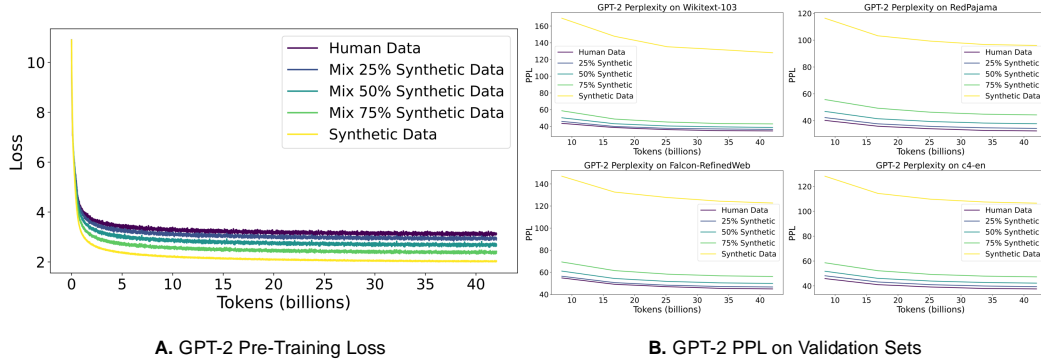 Loss
10
8
6
4
2
0
5
10
15
20
25
30
35
40
Tokens (billions)
Human Data
Mix 25% Synthetic Data
Mix 50% Synthetic Data
Mix 75% Synthetic Data
Synthetic Data
A. GPT-2 Pre-Training Loss
GPT-2 Perplexity on Wikitext-103
PPL
160
140
120
100
80
60
40
10
15
20
25
30
35
40
Tokens (billions)
Human Data
25% Synthetic
50% Synthetic
75% Synthetic
Synthetic Data
GPT-2 Perplexity on RedPajama
PPL
100
80
60
40
10
15
20
25
30
35
40
Tokens (billions)
Human Data
25% Synthetic
50% Synthetic
75% Synthetic
Synthetic Data
GPT-2 Perplexity on Falcon-RefinedWeb
PPL
140
120
100
80
60
40
10
15
20
25
30
35
40
Tokens (billions)
Human Data
25% Synthetic
50% Synthetic
75% Synthetic
Synthetic Data
GPT-2 Perplexity on c4-en
PPL
120
100
80
60
40
10
15
20
25
30
35
40
Tokens (billions)
Human Data
25% Synthetic
50% Synthetic
75% Synthetic
Synthetic Data
B. GPT-2 PPL on Validation Sets